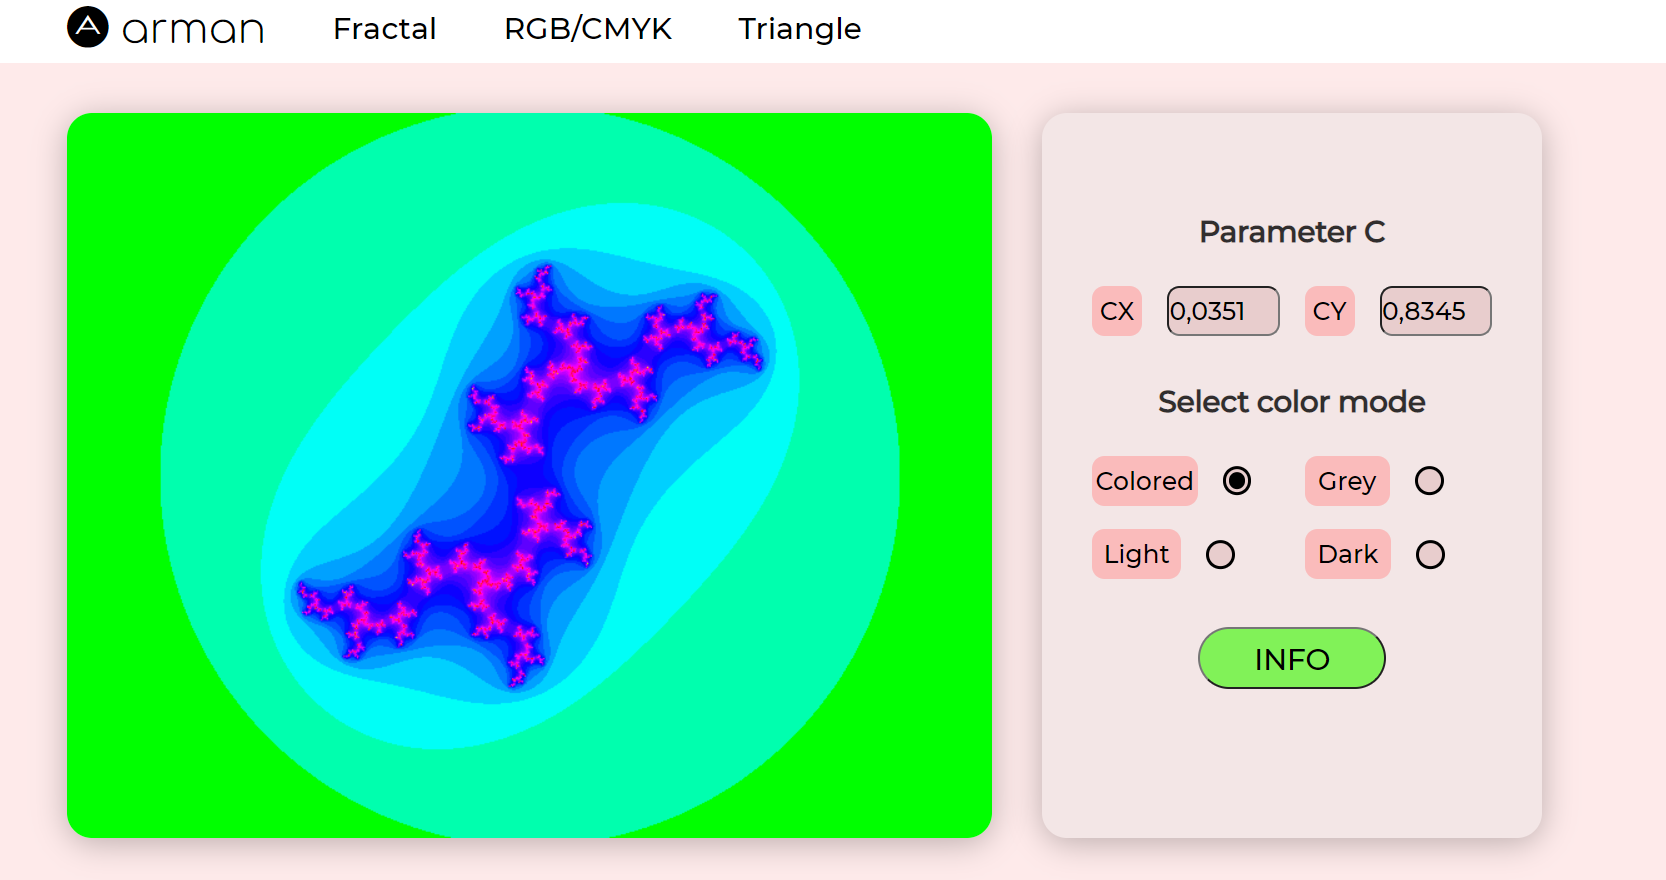 A arman Fractal RGB/CMYK Triangle
Parameter C
CX 0,0351 CY 0,8345
Select color mode
Colored Grey
Light Dark
INFO